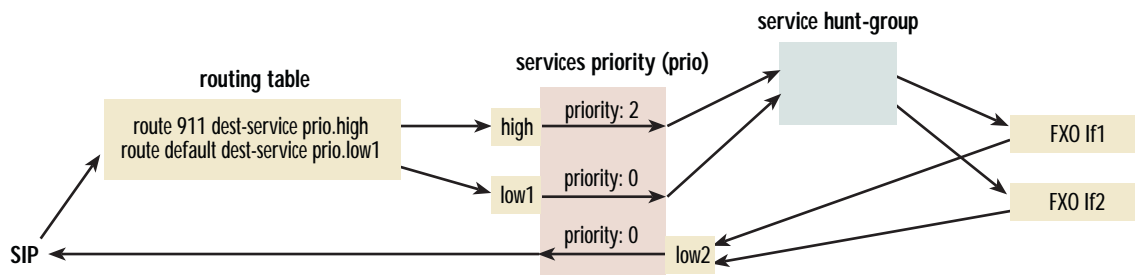 service hunt-group
services priority (prio)
routing table
route 911 dest-service prio.high
route default dest-service prio.low1
high
priority: 2
low1
priority: 0
priority: 0
low2
FXO If1
FXO If2
SIP